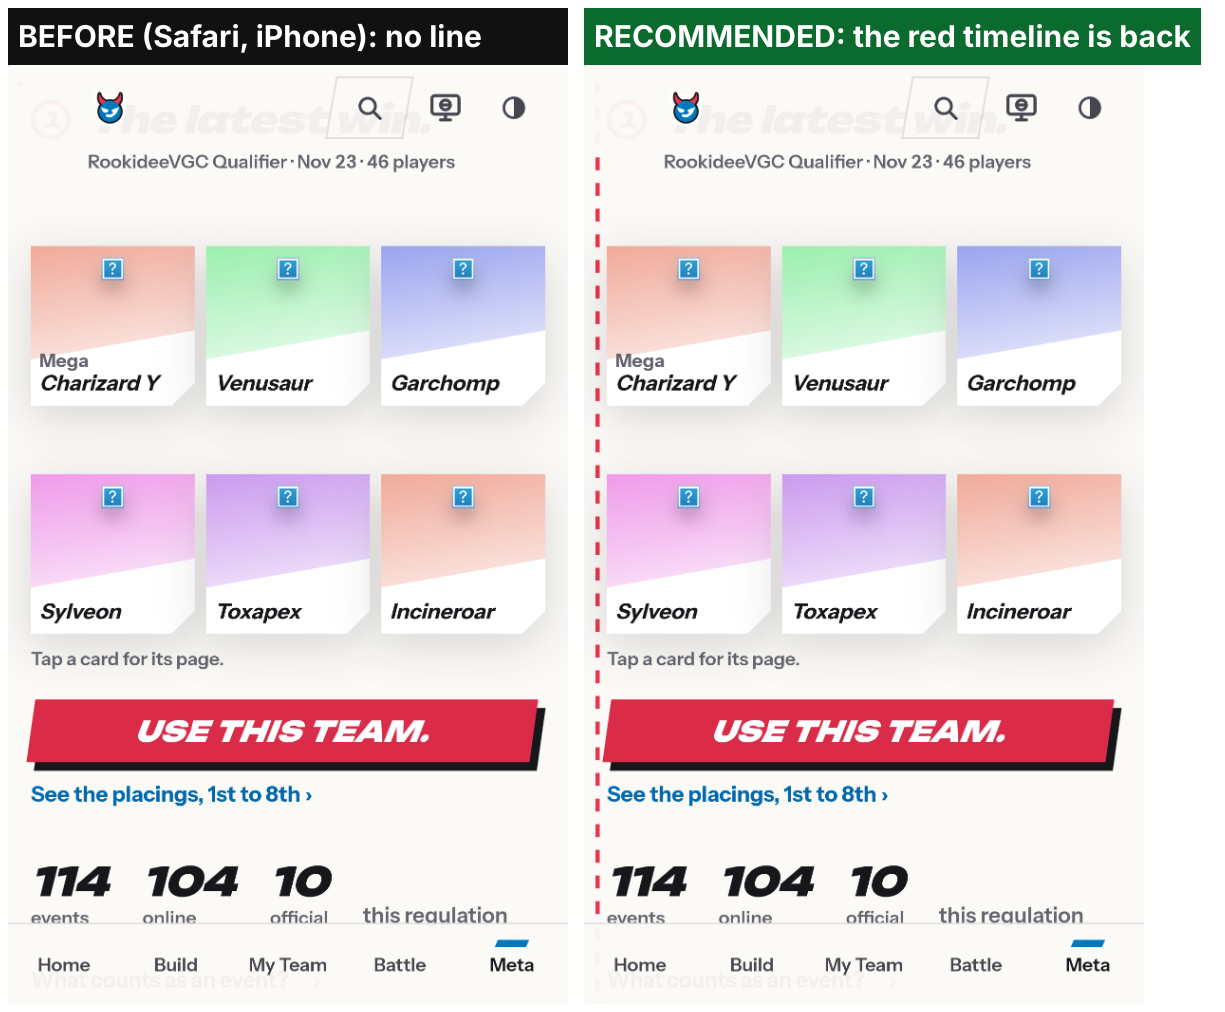 BEFORE (Safari, iPhone): no line
1 The latest win.
RookideeVGC Qualifier · Nov 23 · 46 players
? ? ?
Mega
Charizard Y Venusaur Garchomp
? ? ?
Sylveon Toxapex Incineroar
Tap a card for its page.
USE THIS TEAM.
See the placings, 1st to 8th ›
114 104 10
events online official this regulation
Home Build My Team Battle Meta
What counts as an event? ›
RECOMMENDED: the red timeline is back
1 The latest win.
RookideeVGC Qualifier · Nov 23 · 46 players
? ? ?
Mega
Charizard Y Venusaur Garchomp
? ? ?
Sylveon Toxapex Incineroar
Tap a card for its page.
USE THIS TEAM.
See the placings, 1st to 8th ›
114 104 10
events online official this regulation
Home Build My Team Battle Meta
What counts as an event? ›